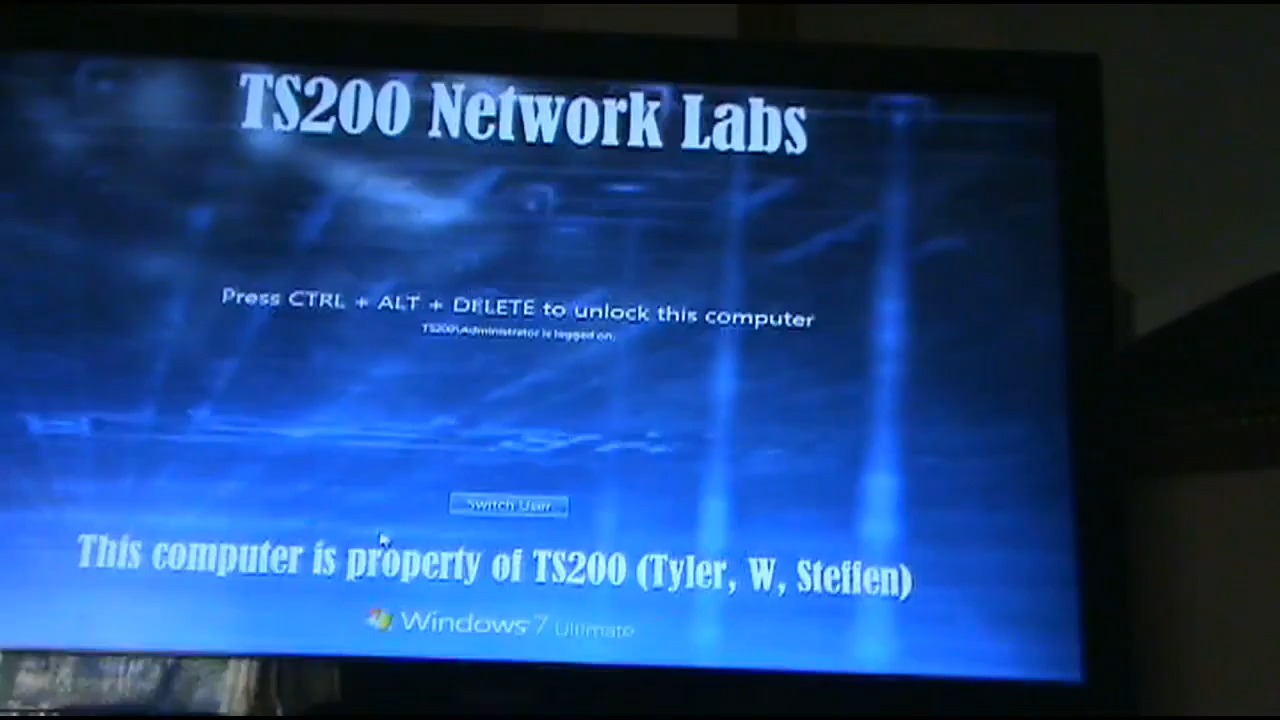 TS200 Network Labs
Press CTRL + ALT + DELETE to unlock this computer
TS200\Administrator is logged on.
Switch User
This computer is property of TS200 (Tyler, W, Steffen)
Windows 7 Ultimate